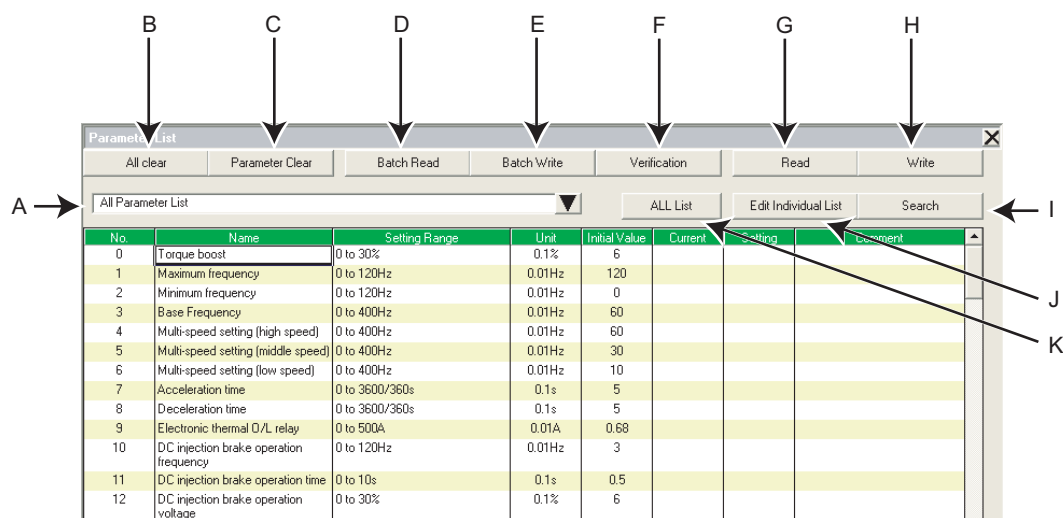 B C D E F G H
Parameter List
All clear Parameter Clear Batch Read Batch Write Verification Read Write
A All Parameter List ALL List Edit Individual List Search I
No. Name Setting Range Unit Initial Value Current Setting Comment
0 Torque boost 0 to 30% 0.1% 6
1 Maximum frequency 0 to 120Hz 0.01Hz 120
2 Minimum frequency 0 to 120Hz 0.01Hz 0
J
3 Base Frequency 0 to 400Hz 0.01Hz 60
4 Multi-speed setting (high speed) 0 to 400Hz 0.01Hz 60
K
5 Multi-speed setting (middle speed) 0 to 400Hz 0.01Hz 30
6 Multi-speed setting (low speed) 0 to 400Hz 0.01Hz 10
7 Acceleration time 0 to 3600/360s 0.1s 5
8 Deceleration time 0 to 3600/360s 0.1s 5
9 Electronic thermal O/L relay 0 to 500A 0.01A 0.68
10 DC injection brake operation 0 to 120Hz 0.01Hz 3
frequency
11 DC injection brake operation time 0 to 10s 0.1s 0.5
12 DC injection brake operation 0 to 30% 0.1% 6
voltage